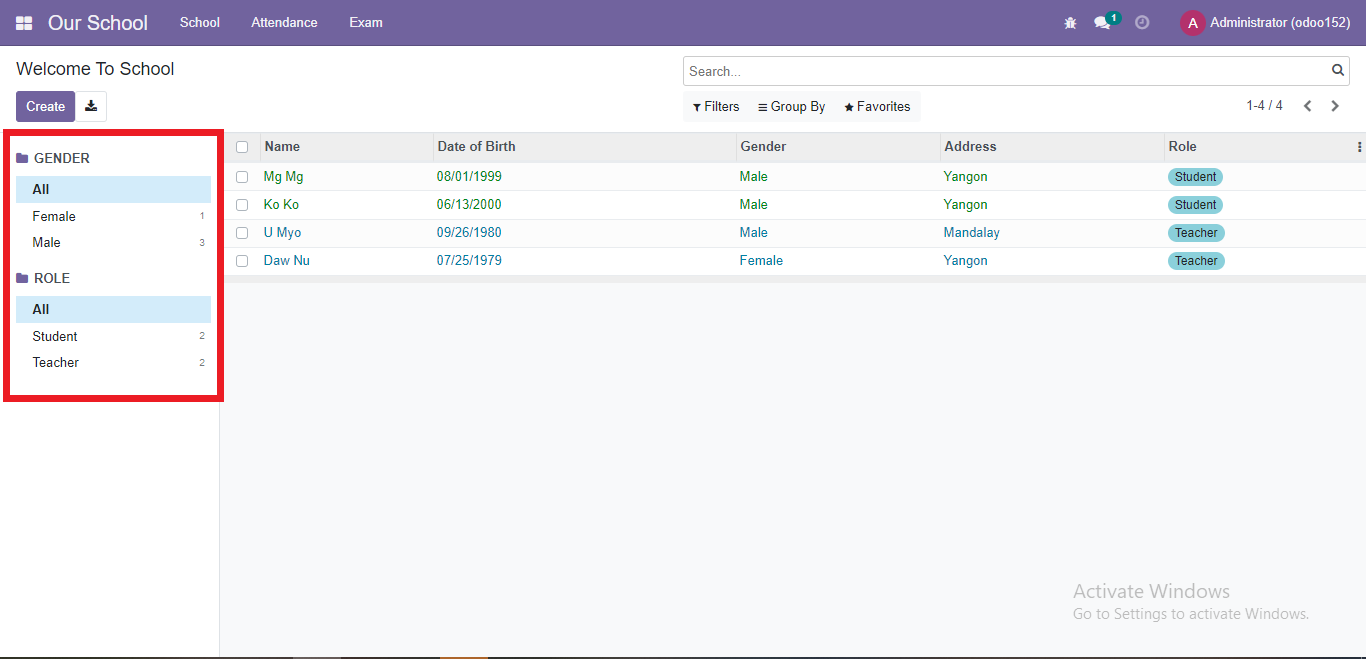 Our School School Attendance Exam 1 A Administrator (odoo152)
Welcome To School
Search...
Create
Filters Group By Favorites 1-4 / 4
GENDER
All
Female 1
Male 3
ROLE
All
Student 2
Teacher 2
Name Date of Birth Gender Address Role
Mg Mg 08/01/1999 Male Yangon Student
Ko Ko 06/13/2000 Male Yangon Student
U Myo 09/26/1980 Male Mandalay Teacher
Daw Nu 07/25/1979 Female Yangon Teacher
Activate Windows
Go to Settings to activate Windows.